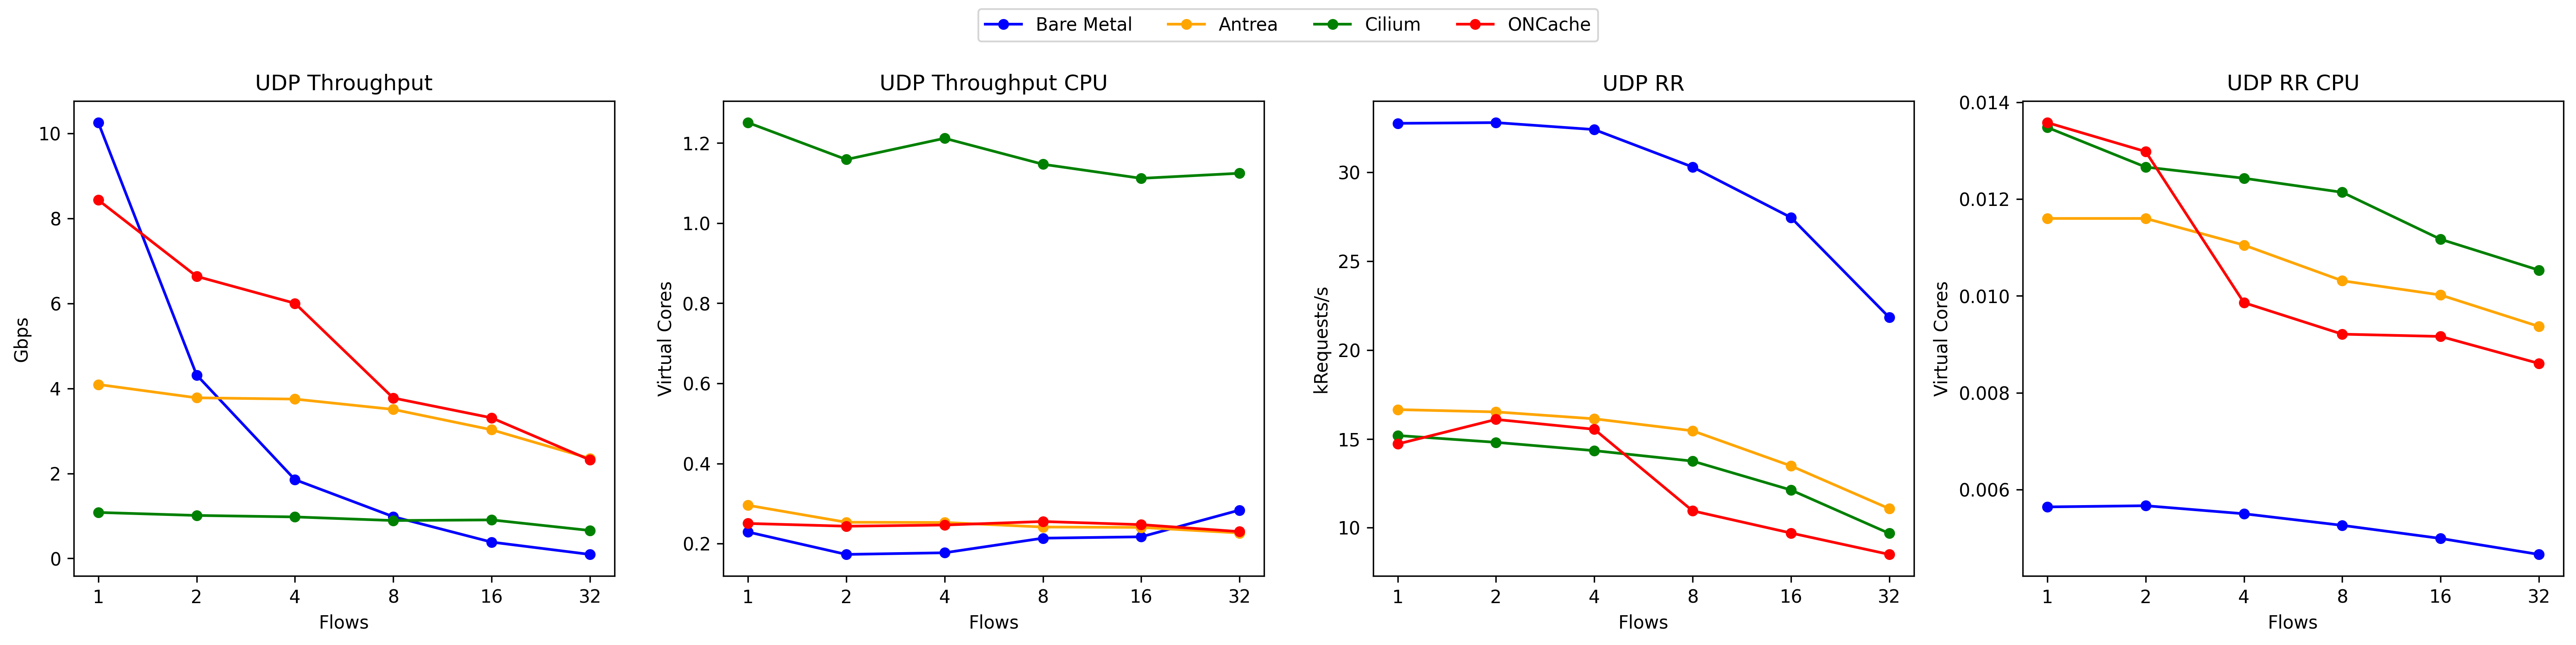 Bare Metal Antrea Cilium ONCache
UDP Throughput
10
8
6
4
2
0
Gbps
1 2 4 8 16 32
Flows
UDP Throughput CPU
1.2
1.0
0.8
0.6
0.4
0.2
Virtual Cores
1 2 4 8 16 32
Flows
UDP RR
30
25
20
15
10
kRequests/s
1 2 4 8 16 32
Flows
UDP RR CPU
0.014
0.012
0.010
0.008
0.006
Virtual Cores
1 2 4 8 16 32
Flows